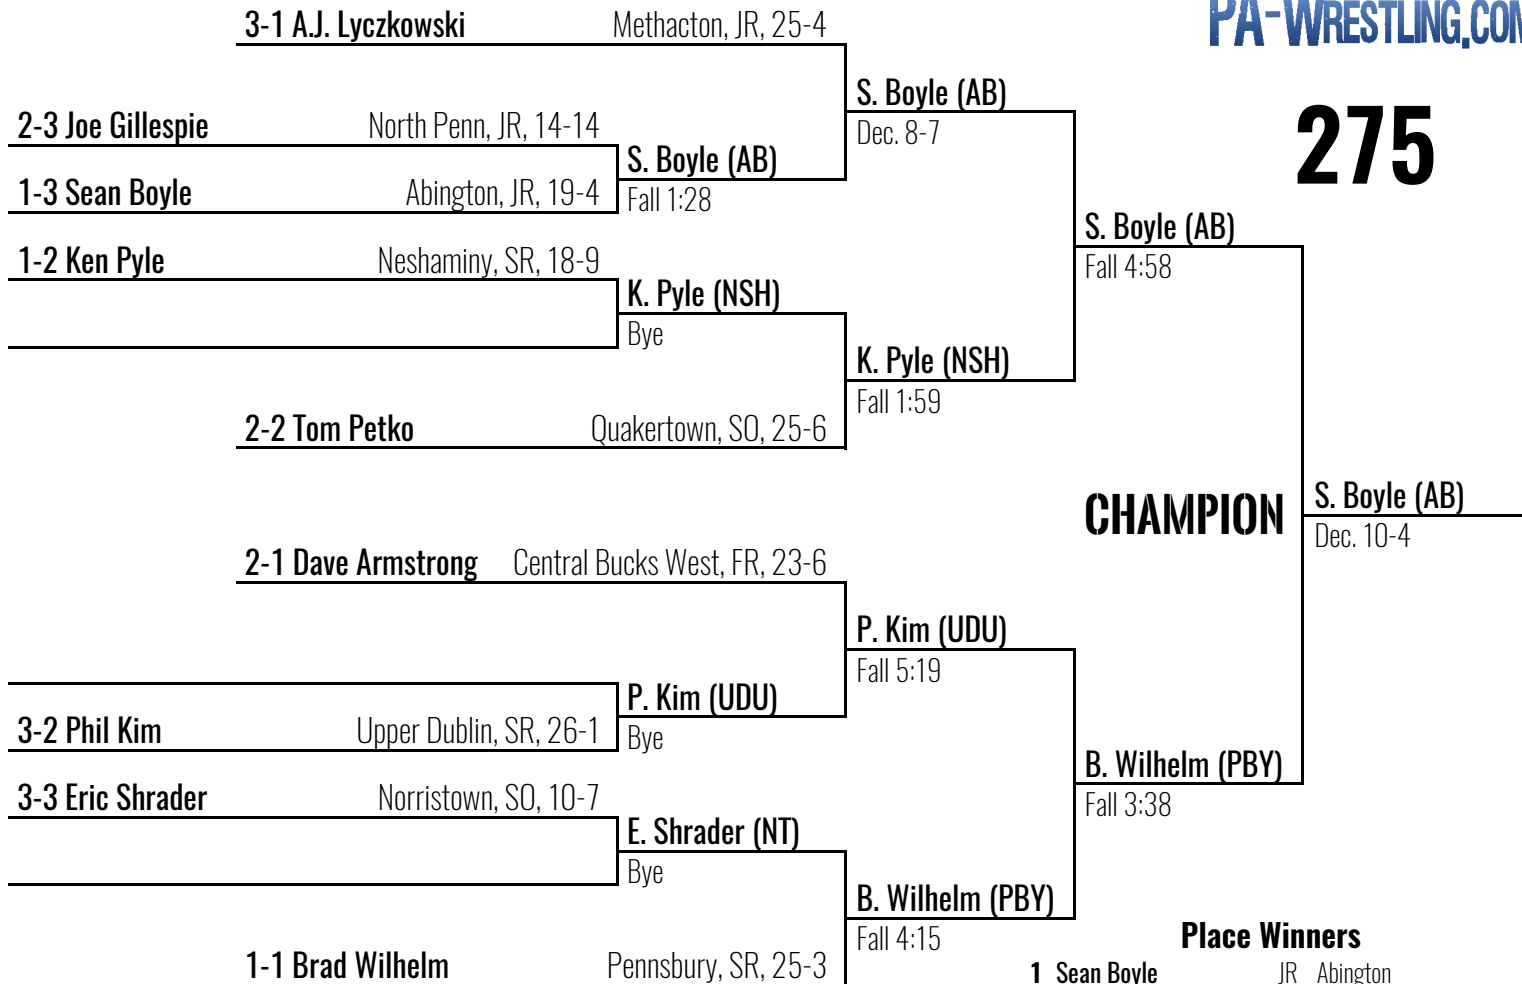 3-1 A.J. Lyczkowski Methacton, JR, 25-4
PA-WRESTLING.COM
S. Boyle (AB)
Dec. 8-7
275
2-3 Joe Gillespie North Penn, JR, 14-14
S. Boyle (AB)
Fall 1:28
1-3 Sean Boyle Abington, JR, 19-4
S. Boyle (AB)
Fall 4:58
1-2 Ken Pyle Neshaminy, SR, 18-9
K. Pyle (NSH)
Bye
K. Pyle (NSH)
Fall 1:59
2-2 Tom Petko Quakertown, SO, 25-6
CHAMPION
S. Boyle (AB)
Dec. 10-4
2-1 Dave Armstrong Central Bucks West, FR, 23-6
P. Kim (UDU)
Fall 5:19
P. Kim (UDU)
Bye
3-2 Phil Kim Upper Dublin, SR, 26-1
B. Wilhelm (PBY)
Fall 3:38
3-3 Eric Shrader Norristown, SO, 10-7
E. Shrader (NT)
Bye
B. Wilhelm (PBY)
Fall 4:15
1-1 Brad Wilhelm Pennsbury, SR, 25-3
Place Winners
1 Sean Boyle JR Abington